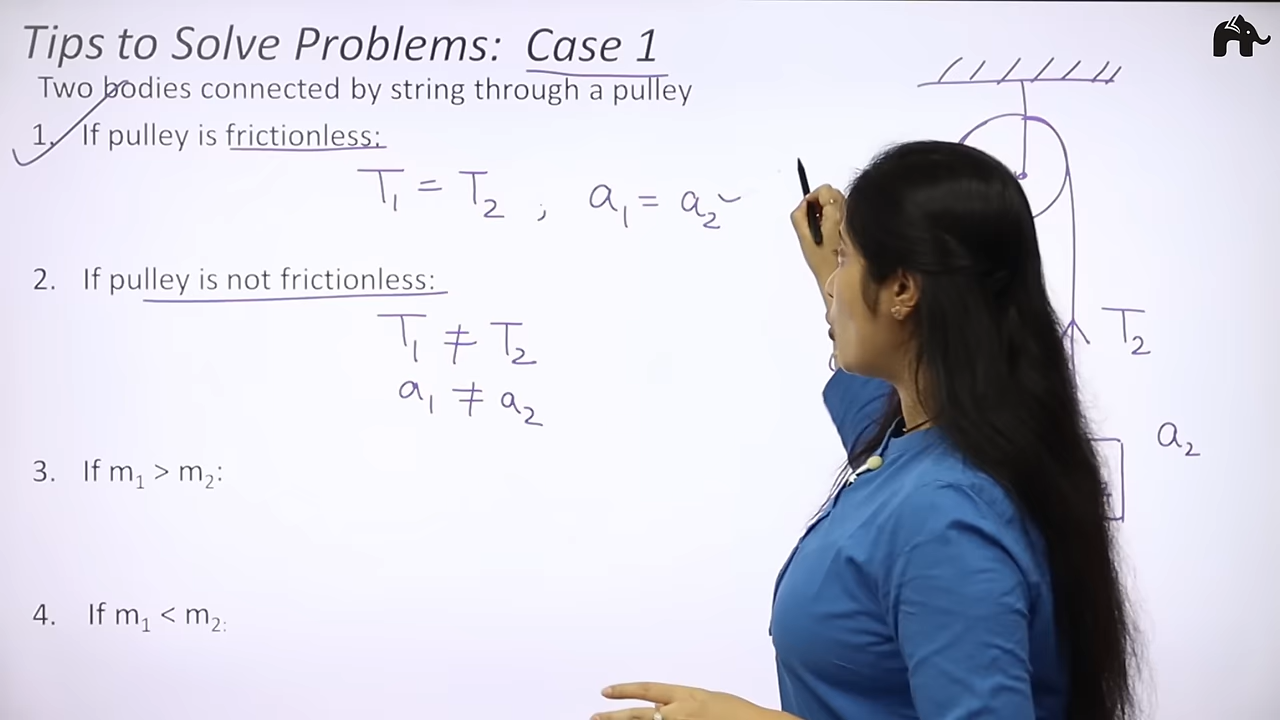 Tips to Solve Problems: Case 1
Two bodies connected by string through a pulley
1. If pulley is frictionless:
T₁ = T₂ ; a₁ = a₂
2. If pulley is not frictionless:
T₁ ≠ T₂
a₁ ≠ a₂
T₂
a₂
3. If m₁ > m₂:
4. If m₁ < m₂: